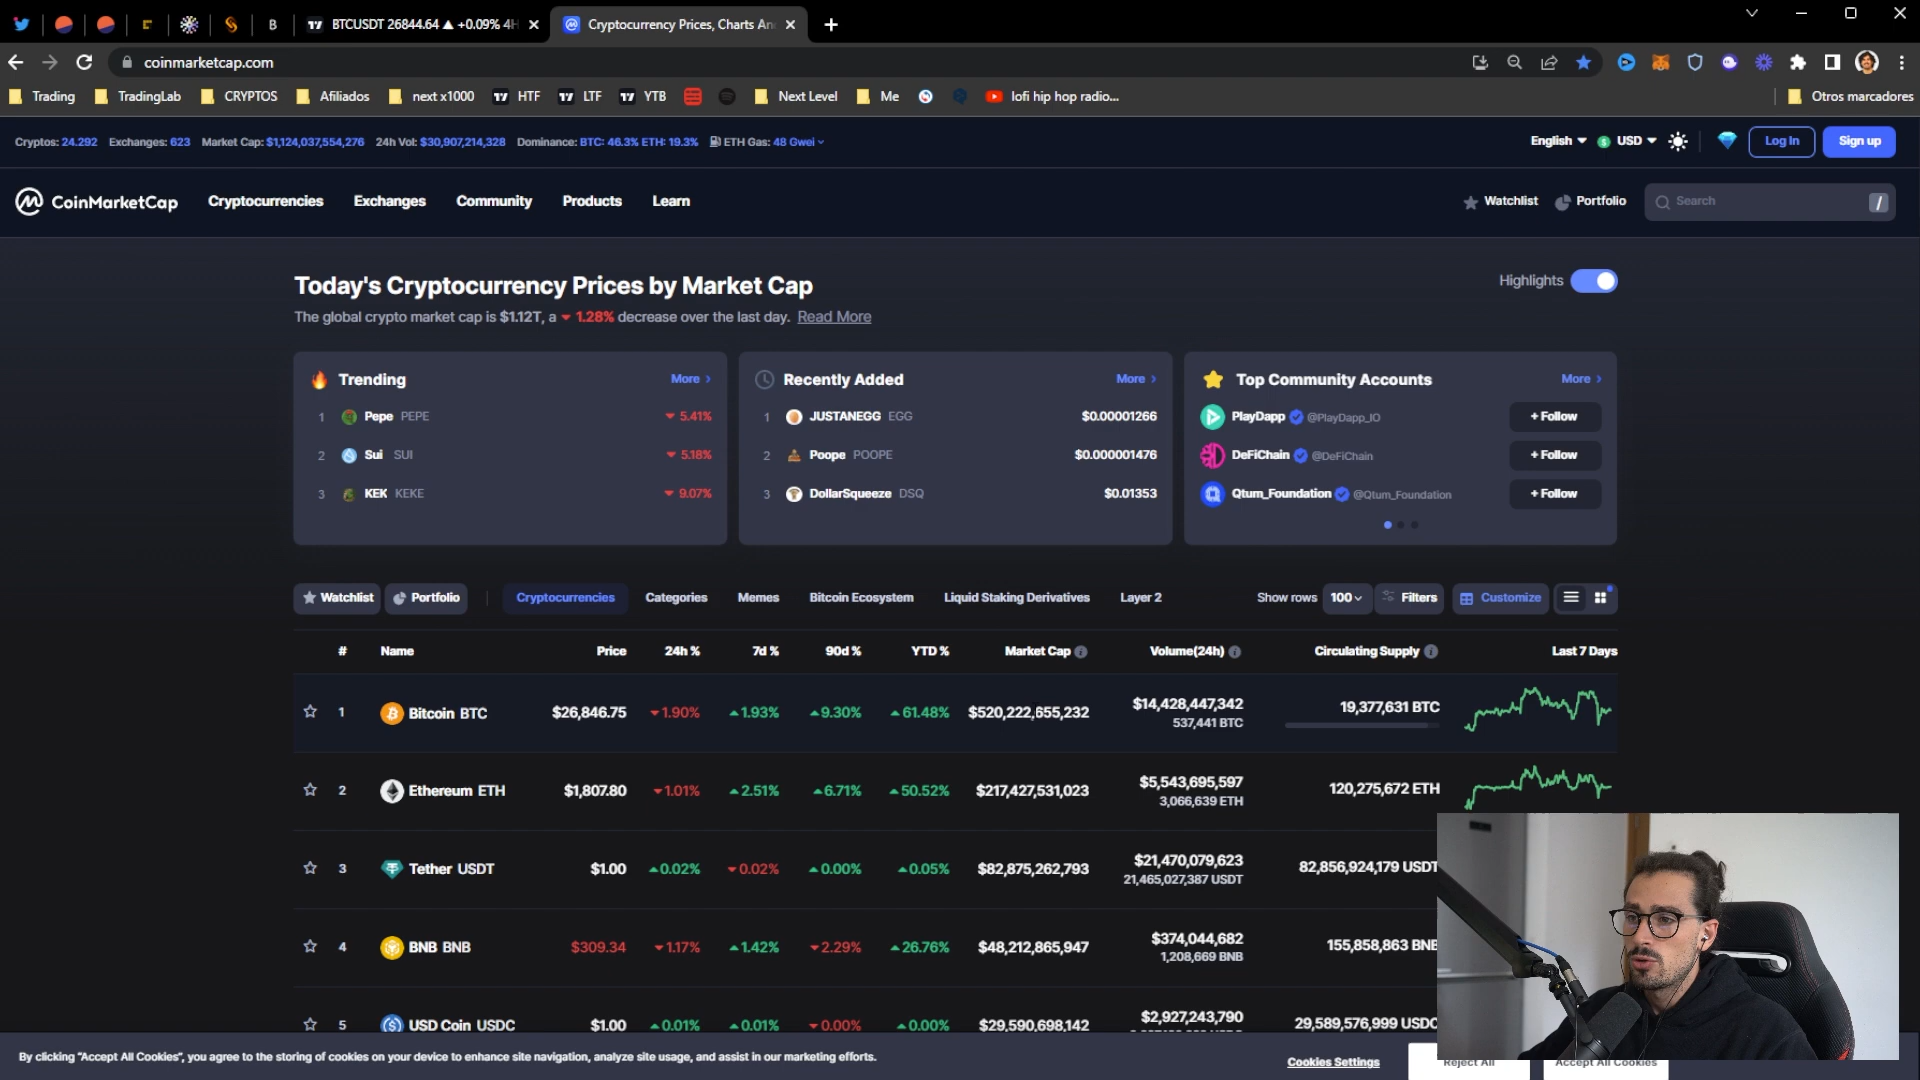 BTCUSDT 26844.64 ▲ +0.09% 4H
Cryptocurrency Prices, Charts An
coinmarketcap.com
Trading TradingLab CRYPTOS Afiliados next x1000 HTF LTF YTB Next Level Me lofi hip hop radio... Otros marcadores
Cryptos: 24.292 Exchanges: 623 Market Cap: $1,124,037,554,276 24h Vol: $30,907,214,328 Dominance: BTC: 46.3% ETH: 19.3% ETH Gas: 48 Gwei English USD Log In Sign up
CoinMarketCap Cryptocurrencies Exchanges Community Products Learn Watchlist Portfolio Search /
Today's Cryptocurrency Prices by Market Cap
Highlights
The global crypto market cap is $1.12T, a ▼ 1.28% decrease over the last day. Read More
Trending More
1 Pepe PEPE ▼ 5.41%
2 Sui SUI ▼ 5.18%
3 KEK KEKE ▼ 9.07%
Recently Added More
1 JUSTANEGG EGG $0.00001266
2 Poope POOPE $0.000001476
3 DollarSqueeze DSQ $0.01353
Top Community Accounts More
PlayDapp @PlayDapp_IO + Follow
DeFiChain @DeFiChain + Follow
Qtum_Foundation @Qtum_Foundation + Follow
Watchlist Portfolio Cryptocurrencies Categories Memes Bitcoin Ecosystem Liquid Staking Derivatives Layer 2 Show rows 100 Filters Customize
# Name Price 24h % 7d % 90d % YTD % Market Cap Volume(24h) Circulating Supply Last 7 Days
1 Bitcoin BTC $26,846.75 ▼1.90% ▲1.93% ▲9.30% ▲61.48% $520,222,655,232 $14,428,447,342 19,377,631 BTC
537,441 BTC
2 Ethereum ETH $1,807.80 ▼1.01% ▲2.51% ▲6.71% ▲50.52% $217,427,531,023 $5,543,695,597 120,275,672 ETH
3,066,639 ETH
3 Tether USDT $1.00 ▲0.02% ▼0.02% ▲0.00% ▲0.05% $82,875,262,793 $21,470,079,623 82,856,924,179 USDT
21,465,027,387 USDT
4 BNB BNB $309.34 ▼1.17% ▲1.42% ▼2.29% ▲26.76% $48,212,865,947 $374,044,682 155,858,863 BNB
1,208,669 BNB
5 USD Coin USDC $1.00 ▲0.01% ▲0.01% ▼0.00% ▲0.00% $29,590,698,142 $2,927,243,790 29,589,576,999 USDC
By clicking "Accept All Cookies", you agree to the storing of cookies on your device to enhance site navigation, analyze site usage, and assist in our marketing efforts.
Cookies Settings Reject All Accept All Cookies